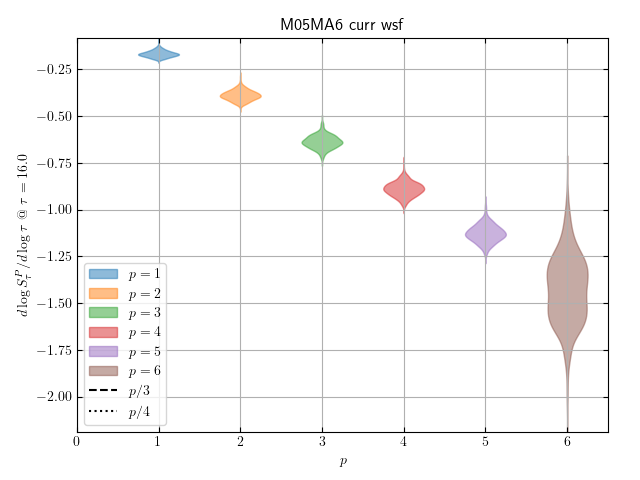 M05MA6 curr wsf
d log S_τ^P / d log τ @ τ = 16.0
−0.25
−0.50
−0.75
−1.00
−1.25
−1.50
−1.75
−2.00
p = 1
p = 2
p = 3
p = 4
p = 5
p = 6
p/3
p/4
0 1 2 3 4 5 6
p